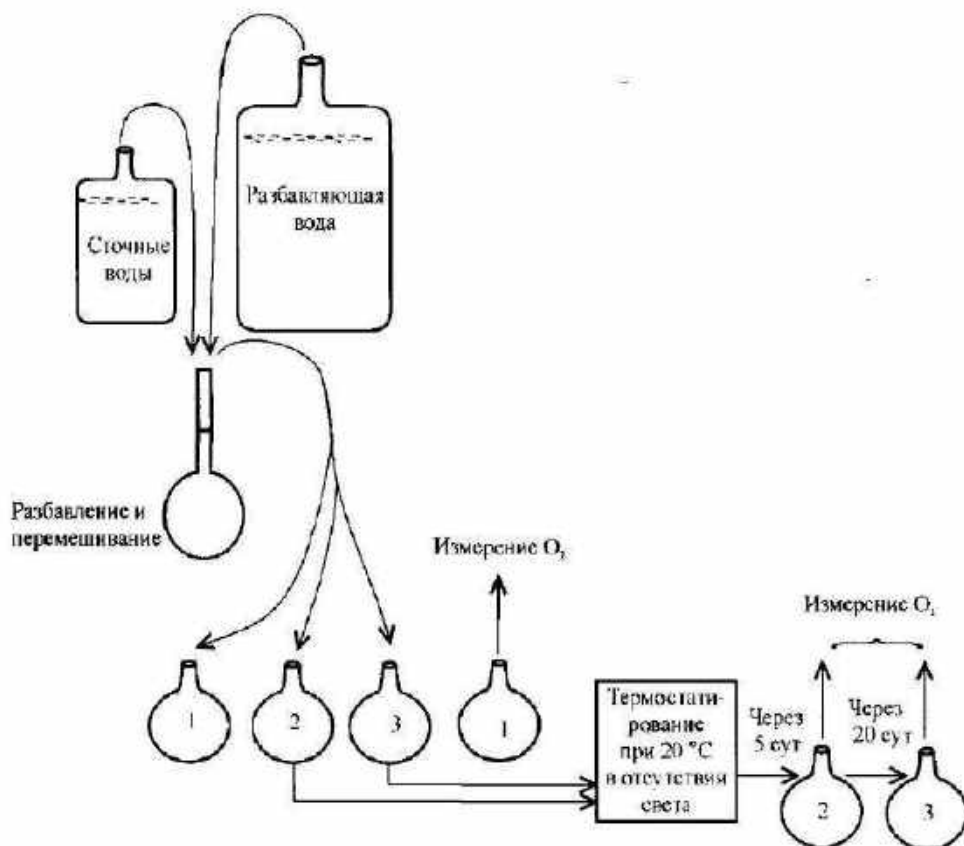 Разбавляющая
вода
Сточные
воды
Разбавление и
перемешивание
Измерение O₂
Измерение O₂
1
2
3
1
Термостати-
рование
при 20 °C
в отсутствия
света
Через
5 сут
Через
20 сут
2
3